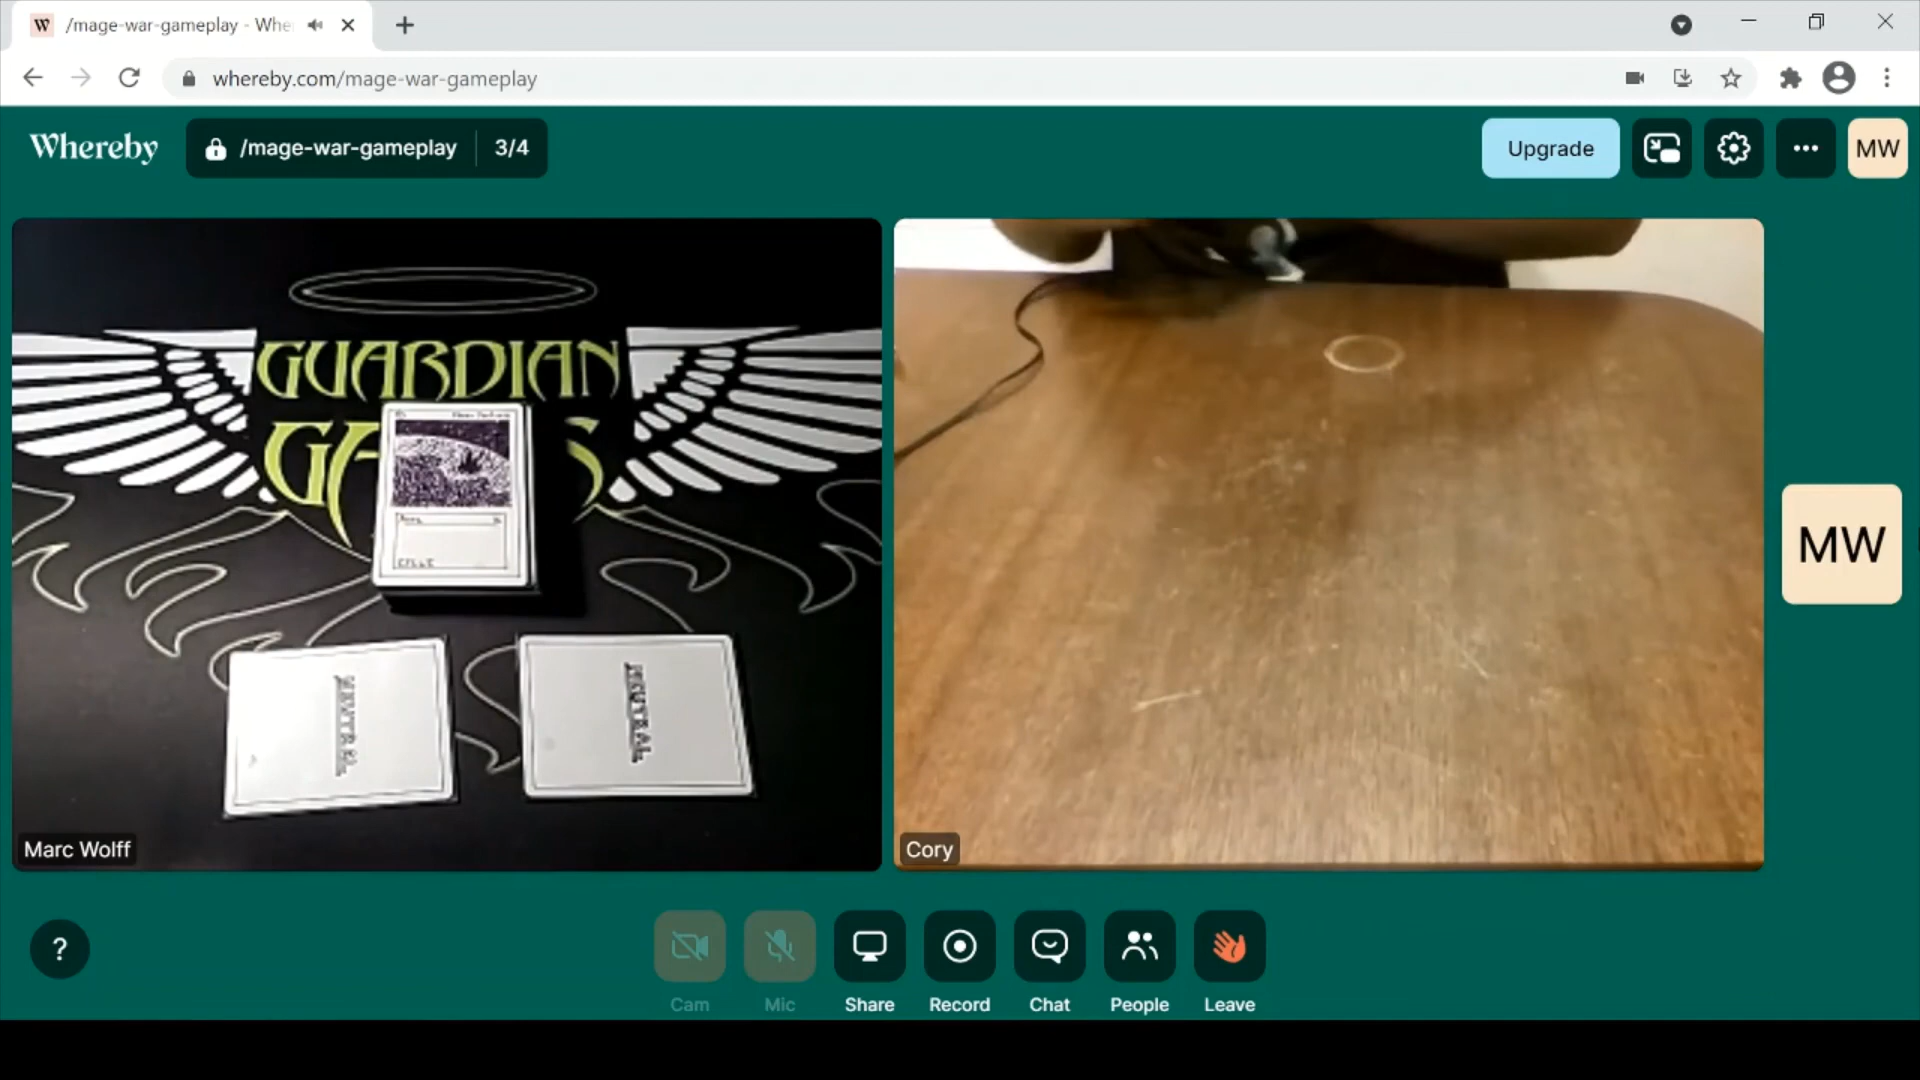 /mage-war-gameplay - Whe
whereby.com/mage-war-gameplay
Whereby
/mage-war-gameplay
3/4
Upgrade
MW
GUARDIAN
NEUTRAL
NEUTRAL
Marc Wolff
Cory
MW
?
Cam
Mic
Share
Record
Chat
People
Leave